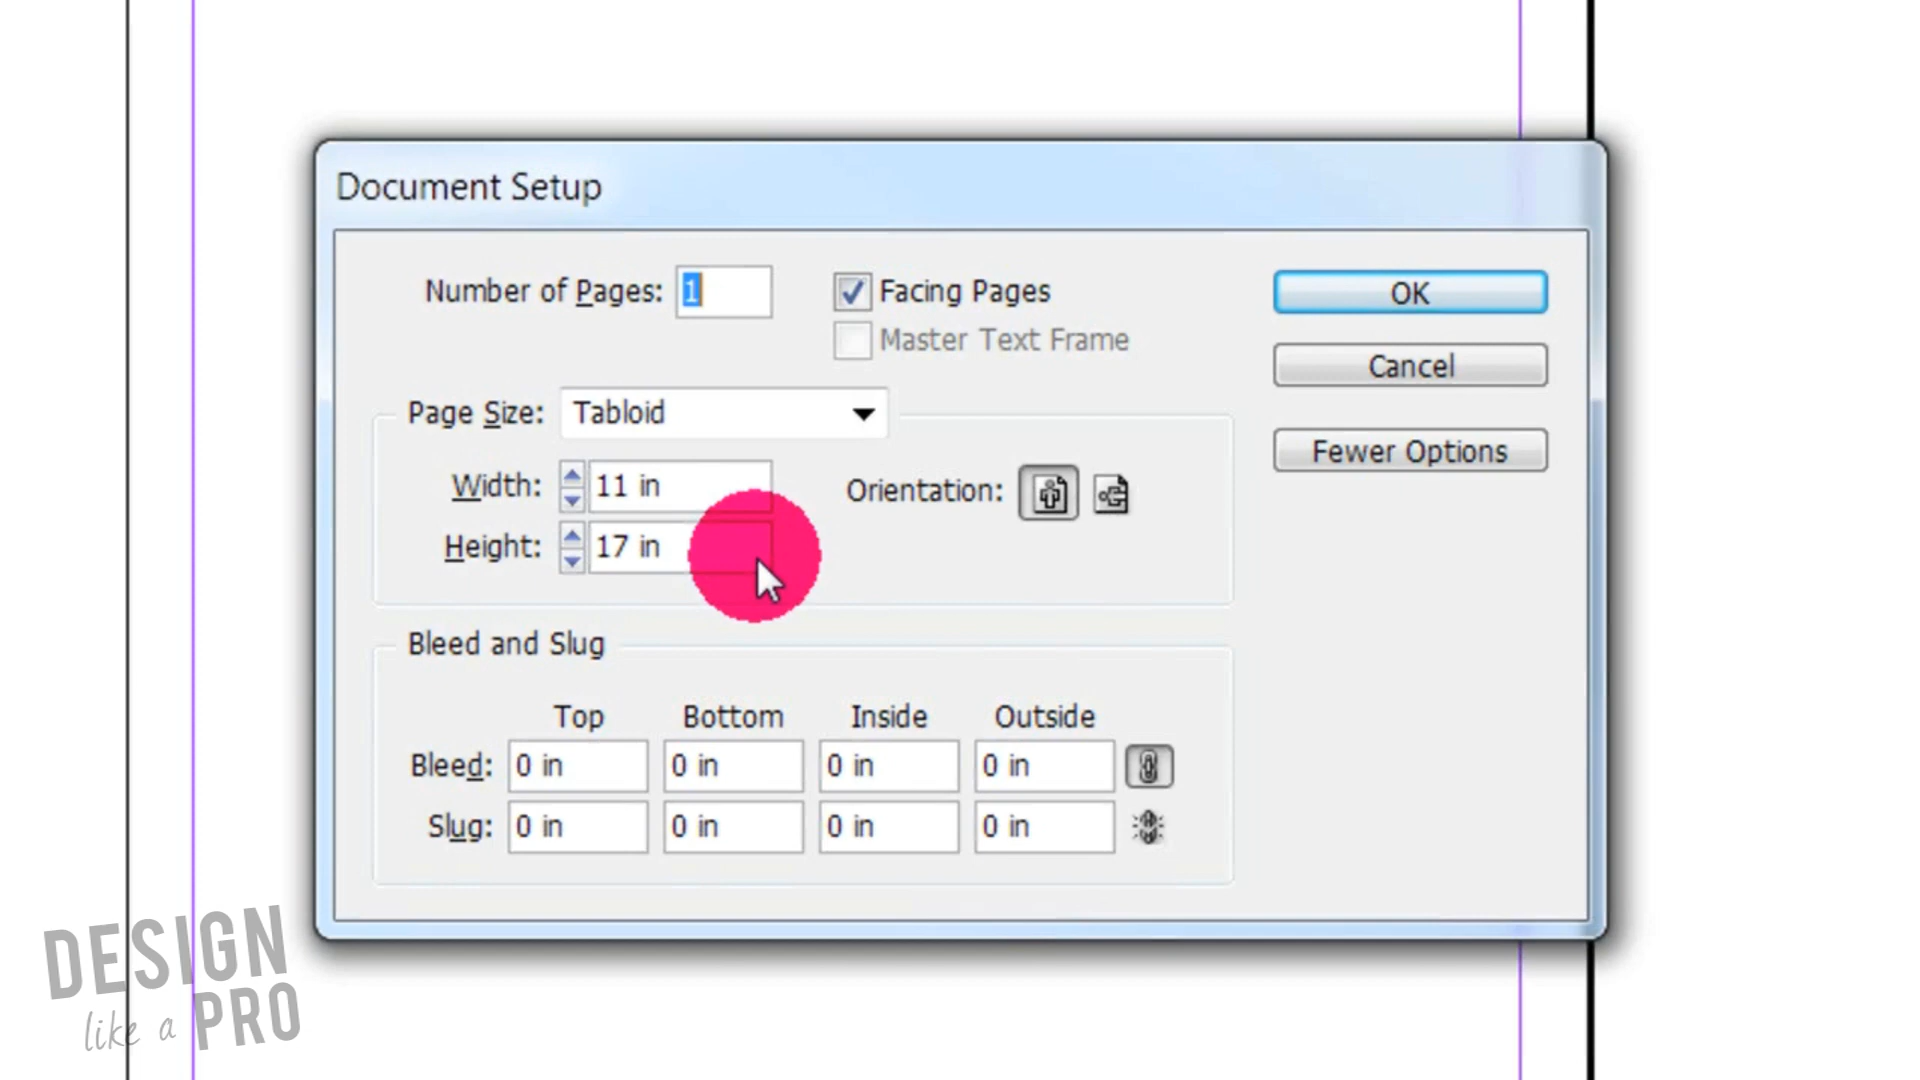 Document Setup
Number of Pages: 1
Facing Pages
Master Text Frame
OK
Cancel
Fewer Options
Page Size: Tabloid
Width: 11 in
Height: 17 in
Orientation:
Bleed and Slug
Top Bottom Inside Outside
Bleed: 0 in 0 in 0 in 0 in
Slug: 0 in 0 in 0 in 0 in
DESIGN
like a PRO